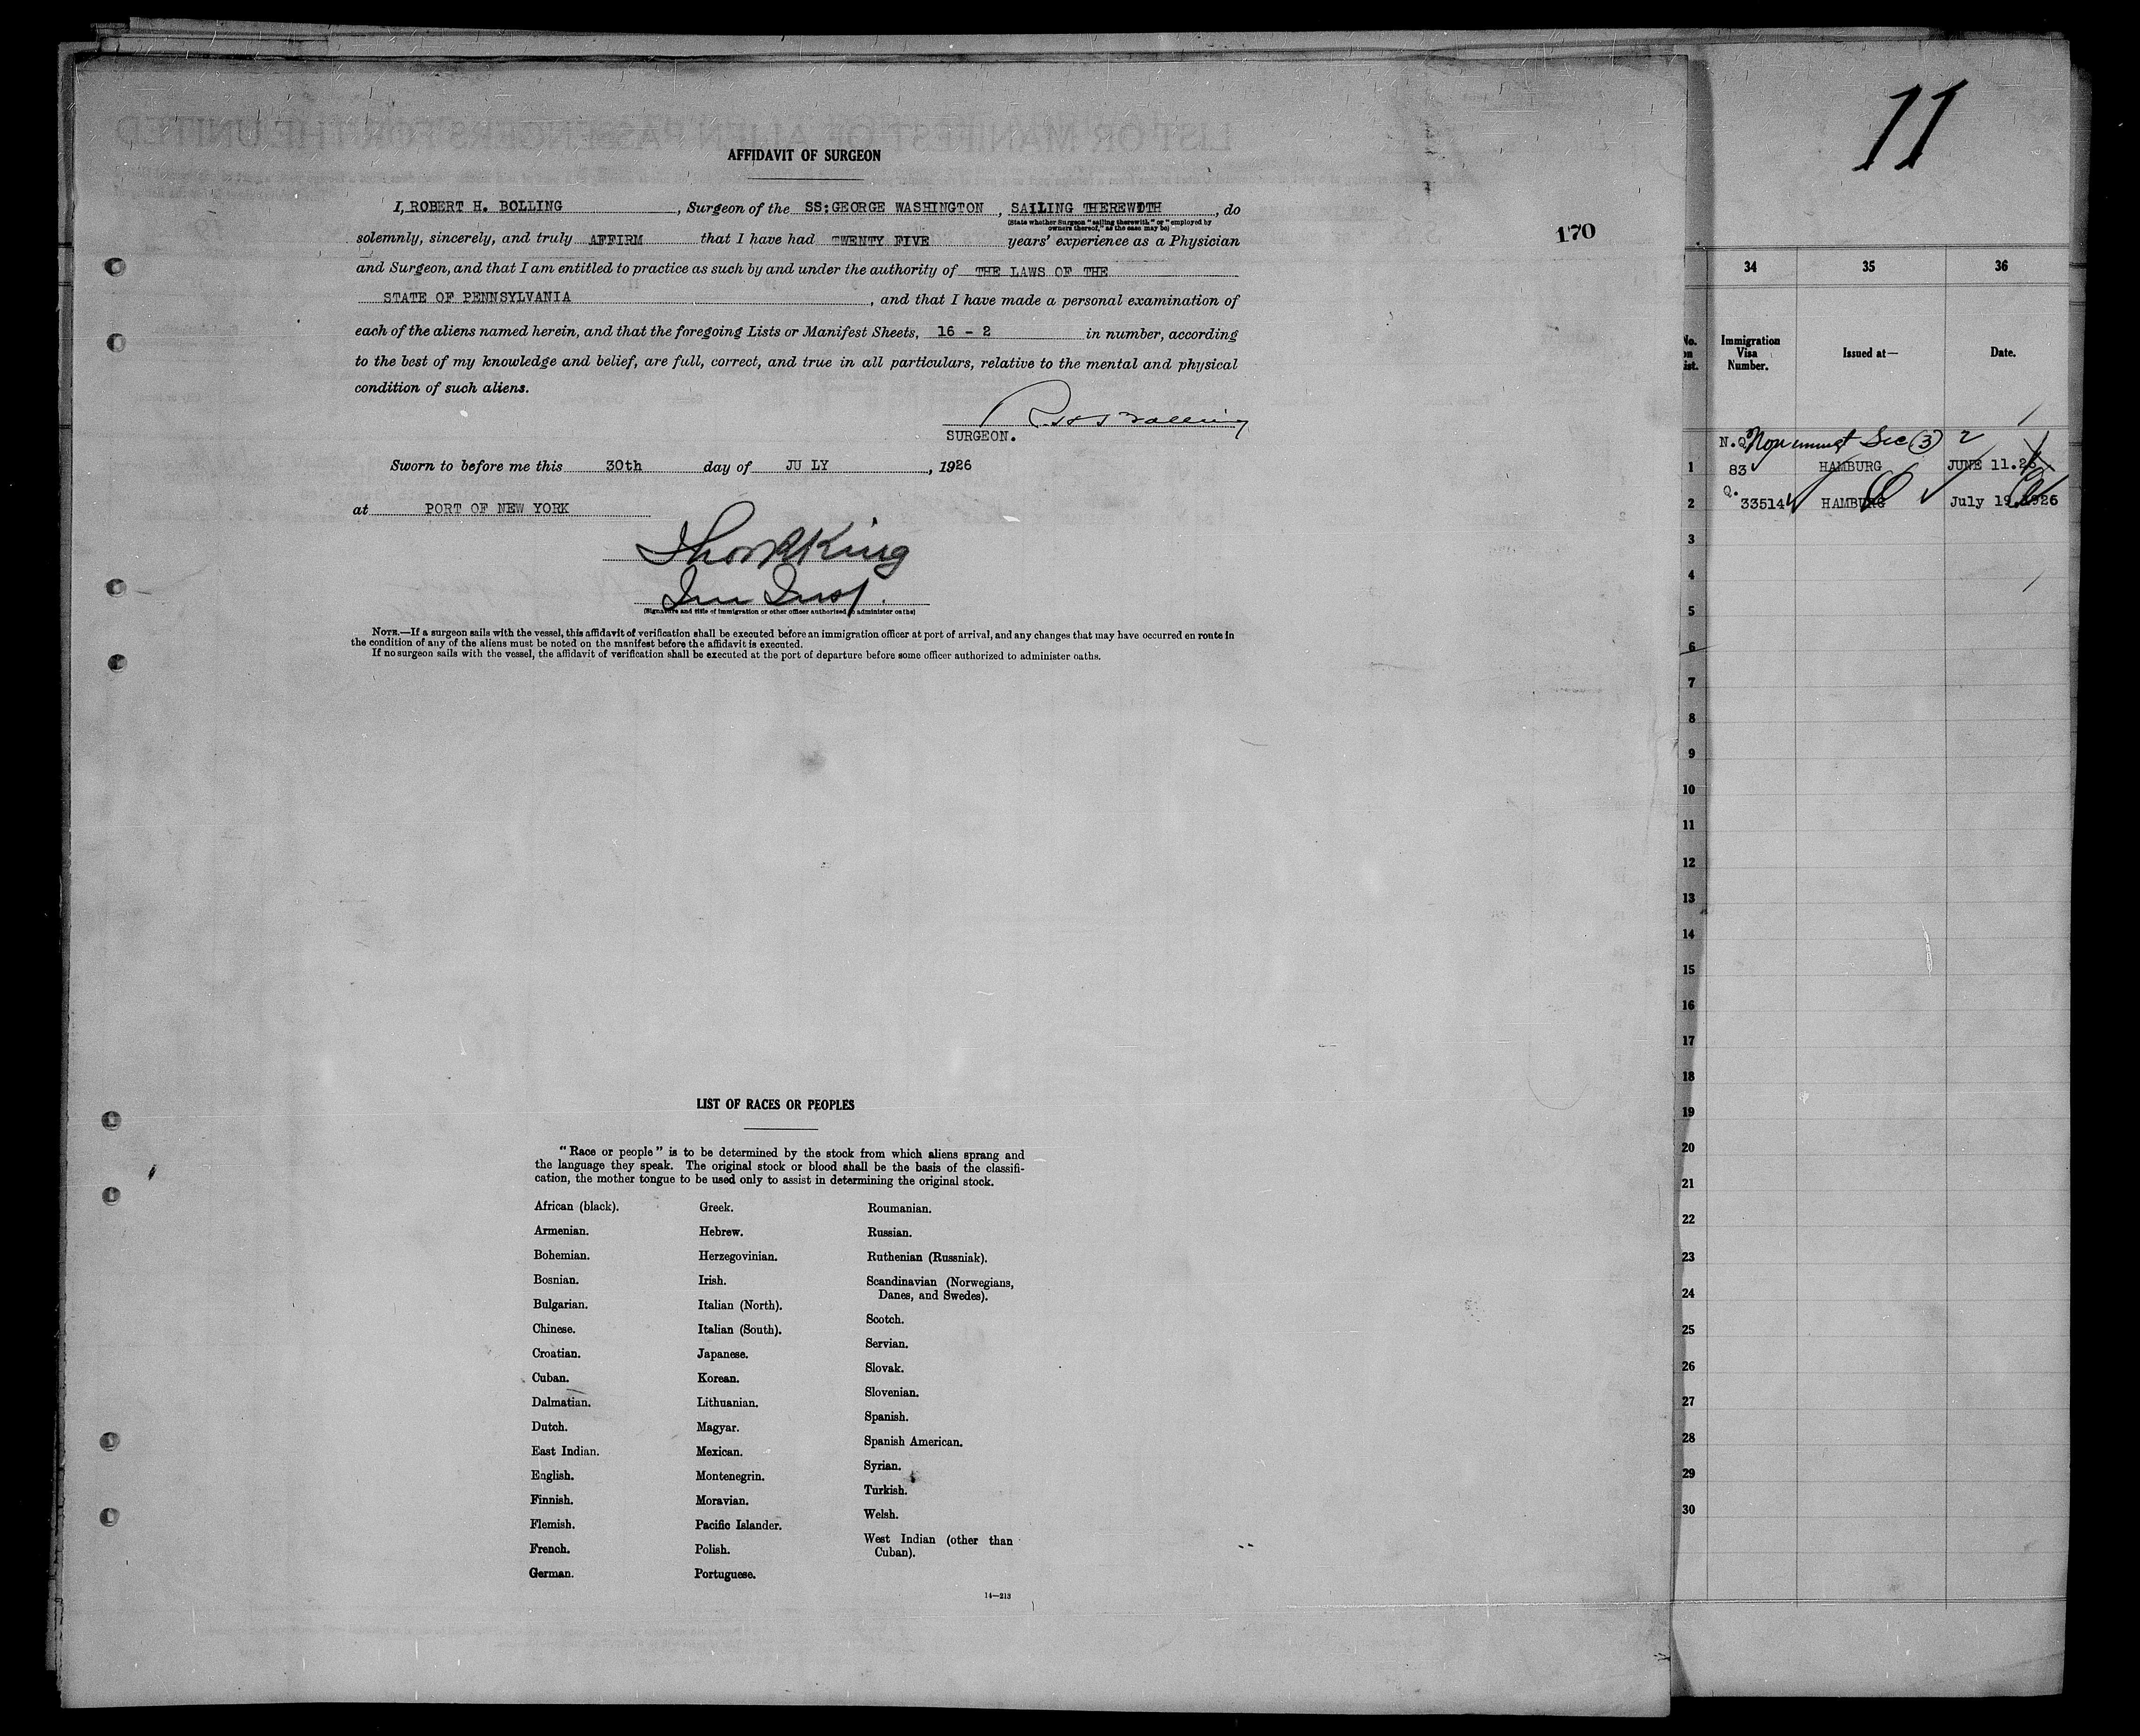 AFFIDAVIT OF SURGEON
I, ROBERT H. BOLLING, Surgeon of the SS:GEORGE WASHINGTON, SAILING THEREWITH, do
(State whether Surgeon "sailing therewith" or "employed by
owners thereof," as the case may be)
solemnly, sincerely, and truly AFFIRM that I have had TWENTY FIVE years' experience as a Physician
and Surgeon, and that I am entitled to practice as such by and under the authority of THE LAWS OF THE
STATE OF PENNSYLVANIA, and that I have made a personal examination of
each of the aliens named herein, and that the foregoing Lists or Manifest Sheets, 16 - 2 in number, according
to the best of my knowledge and belief, are full, correct, and true in all particulars, relative to the mental and physical
condition of such aliens.
R H Bolling
SURGEON.
Sworn to before me this 30th day of JU LY, 1926
at PORT OF NEW YORK
King
Imm Insp.
(Signature and title of immigration or other officer authorized to administer oaths)
NOTE.—If a surgeon sails with the vessel, this affidavit of verification shall be executed before an immigration officer at port of arrival, and any changes that may have occurred en route in
the condition of any of the aliens must be noted on the manifest before the affidavit is executed.
If no surgeon sails with the vessel, the affidavit of verification shall be executed at the port of departure before some officer authorized to administer oaths.
170
LIST OF RACES OR PEOPLES
"Race or people" is to be determined by the stock from which aliens sprang and
the language they speak. The original stock or blood shall be the basis of the classifi-
cation, the mother tongue to be used only to assist in determining the original stock.
African (black).
Armenian.
Bohemian.
Bosnian.
Bulgarian.
Chinese.
Croatian.
Cuban.
Dalmatian.
Dutch.
East Indian.
English.
Finnish.
Flemish.
French.
German.
Greek.
Hebrew.
Herzegovinian.
Irish.
Italian (North).
Italian (South).
Japanese.
Korean.
Lithuanian.
Magyar.
Mexican.
Montenegrin.
Moravian.
Pacific Islander.
Polish.
Portuguese.
Roumanian.
Russian.
Ruthenian (Russniak).
Scandinavian (Norwegians,
Danes, and Swedes).
Scotch.
Servian.
Slovak.
Slovenian.
Spanish.
Spanish American.
Syrian.
Turkish.
Welsh.
West Indian (other than
Cuban).
14—213
11
34 35 36
No. on list. Immigration Visa Number. Issued at— Date.
N.Q. Non immigt Sec (3) 2
1 83 HAMBURG JUNE 11.26
Q.
2 33514 HAMBURG July 19.1926
3
4
5
6
7
8
9
10
11
12
13
14
15
16
17
18
19
20
21
22
23
24
25
26
27
28
29
30